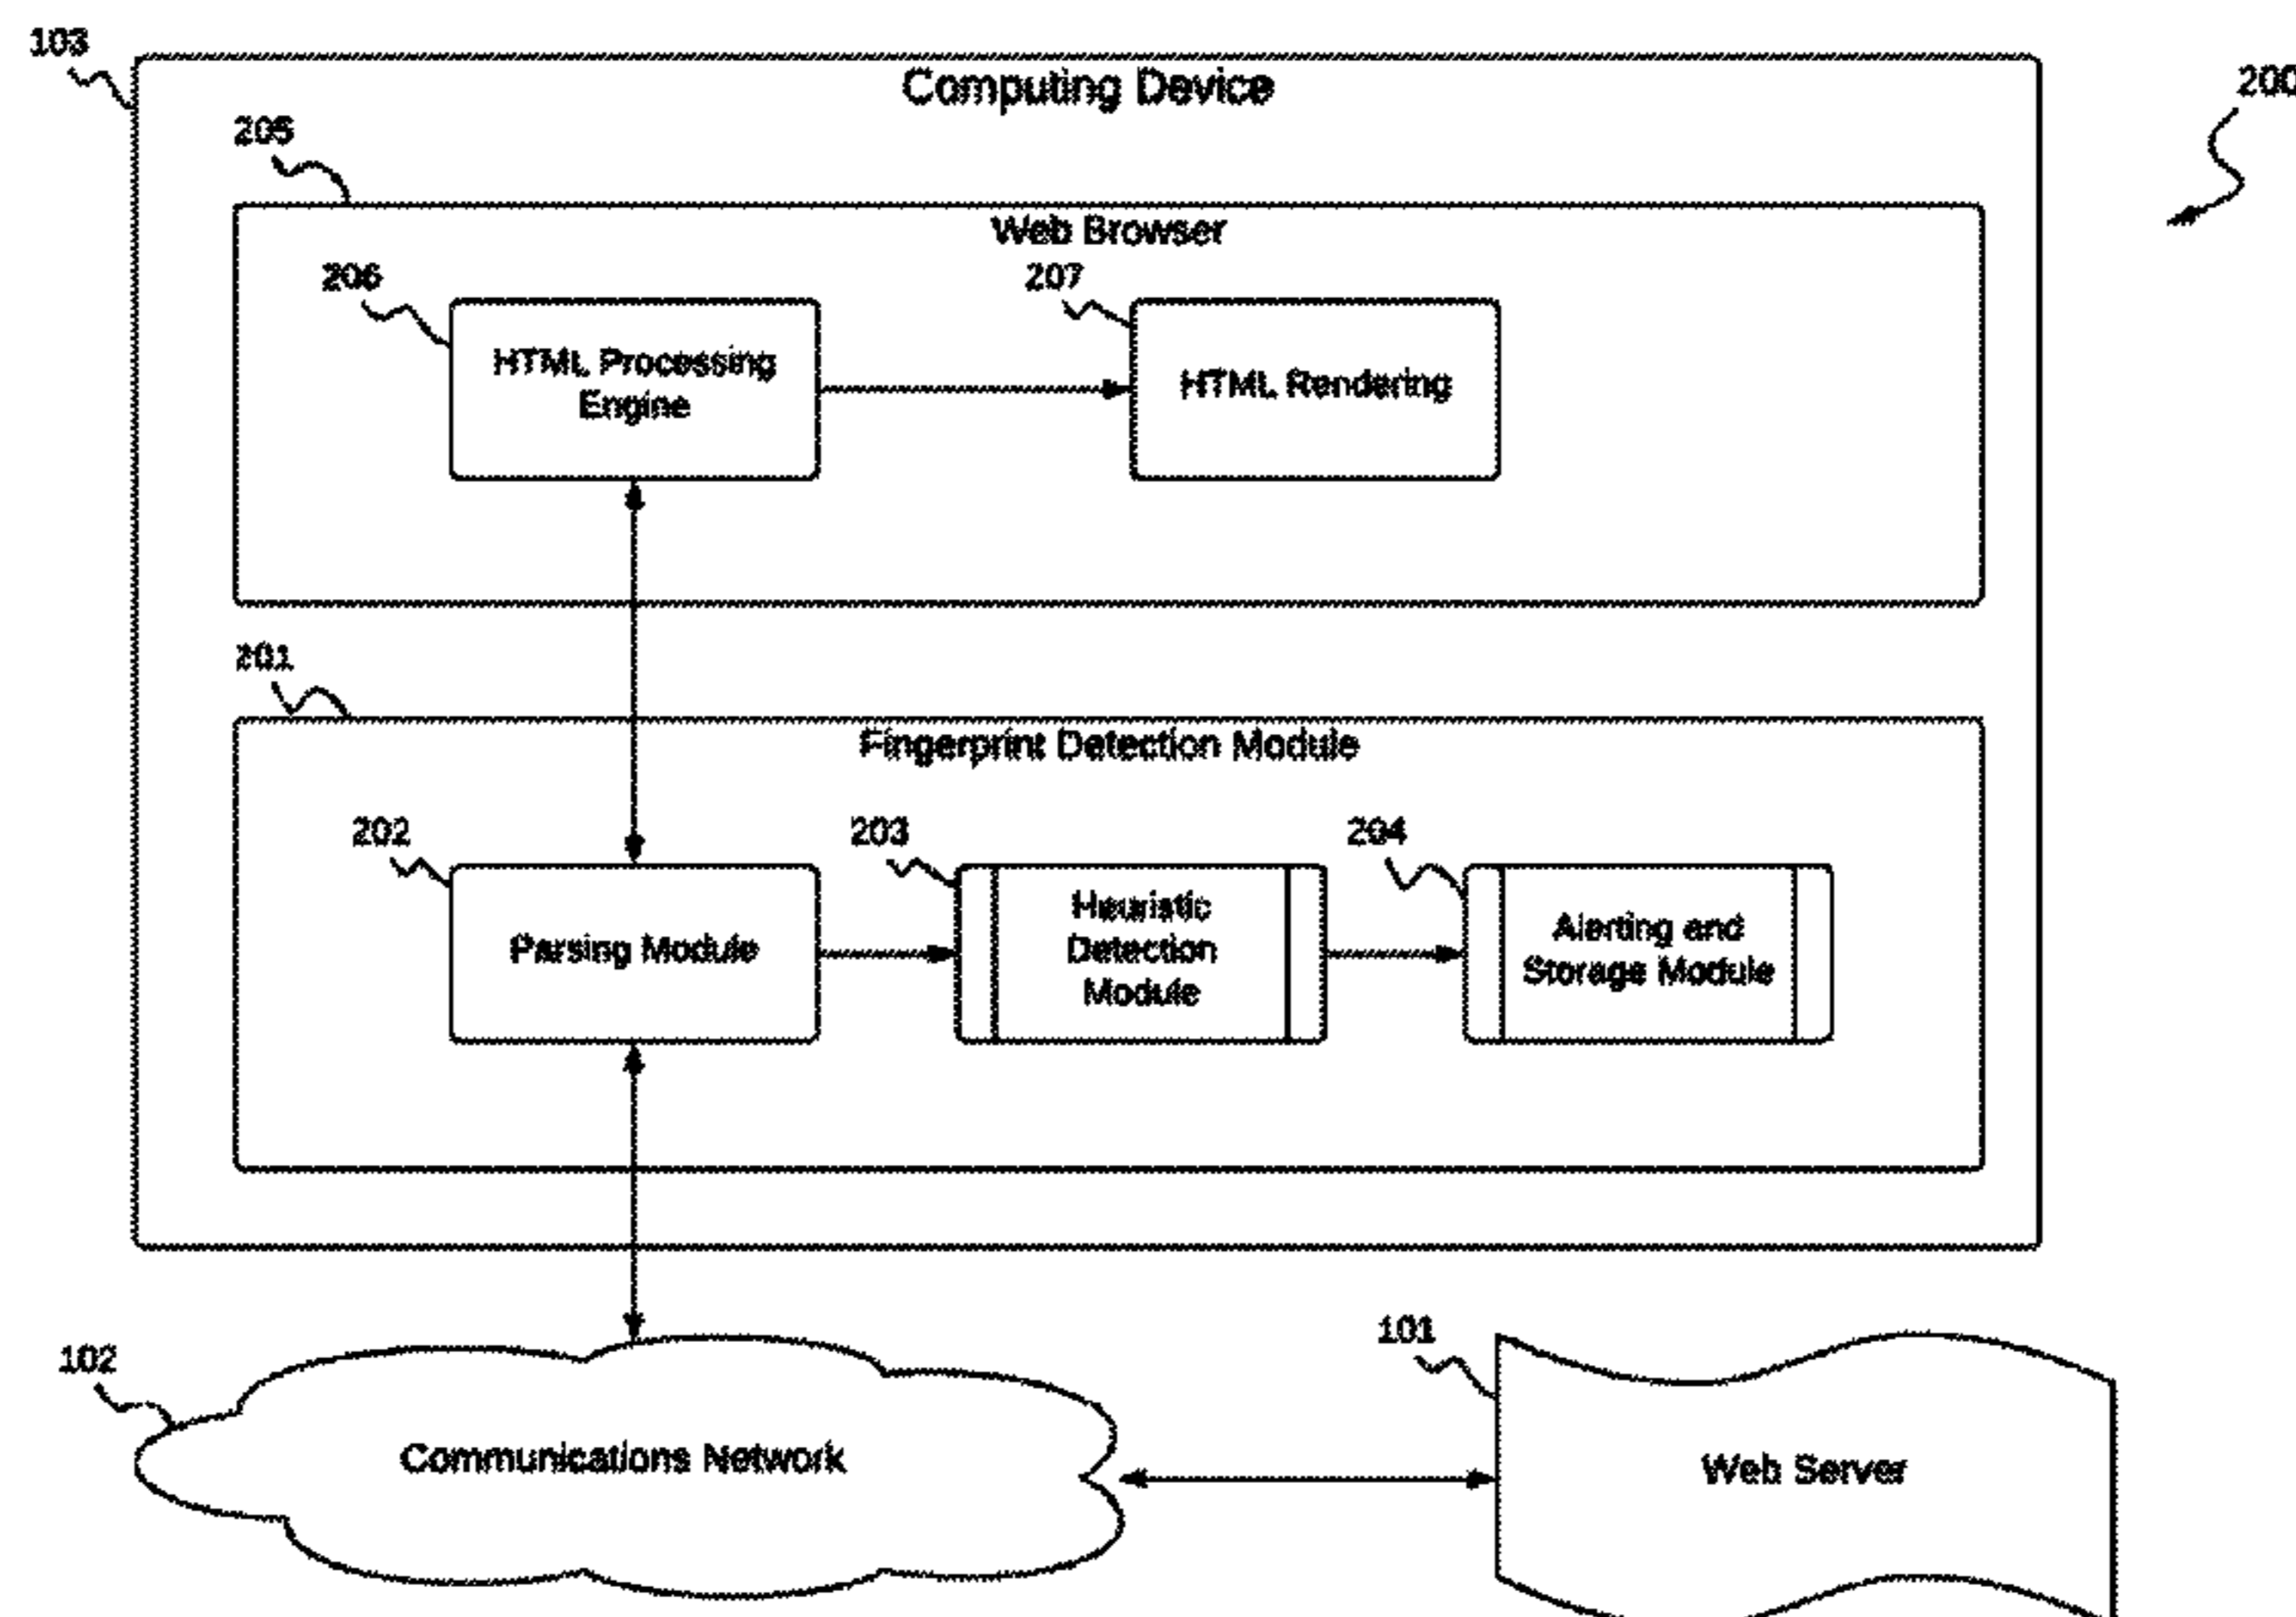 103
Computing Device
200
205
Web Browser
206
207
HTML Processing
Engine
HTML Rendering
201
Fingerprint Detection Module
202
203
204
Parsing Module
Heuristic
Detection
Module
Alerting and
Storage Module
102
101
Communications Network
Web Server